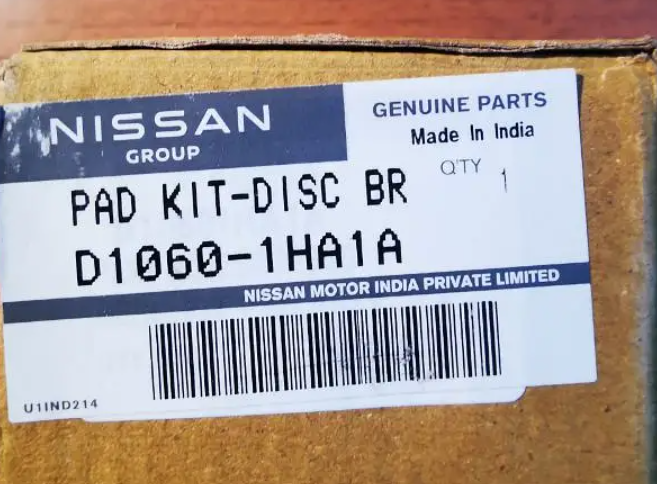 NISSAN
GROUP
GENUINE PARTS
Made In India
Q'TY 1
PAD KIT-DISC BR
D1060-1HA1A
NISSAN MOTOR INDIA PRIVATE LIMITED
U1IND214